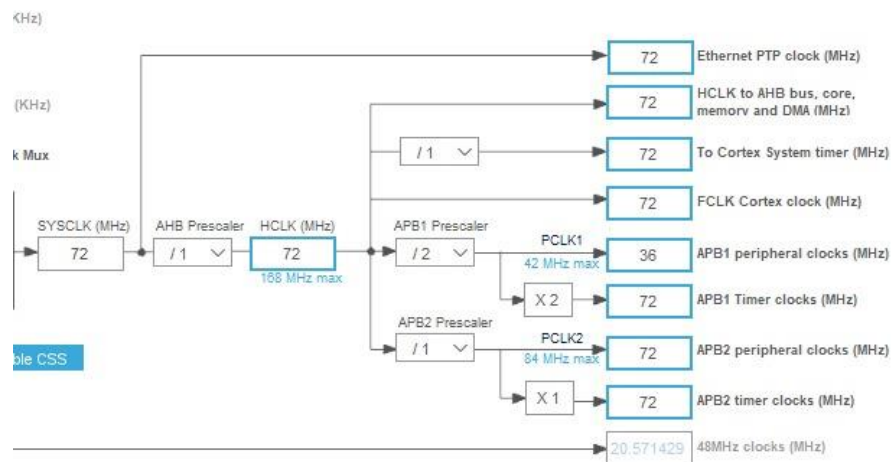 KHz)
72
Ethernet PTP clock (MHz)
72
HCLK to AHB bus, core,
memory and DMA (MHz)
(KHz)
k Mux
/ 1
72
To Cortex System timer (MHz)
72
FCLK Cortex clock (MHz)
SYSCLK (MHz)
AHB Prescaler
HCLK (MHz)
APB1 Prescaler
72
/ 1
72
/ 2
PCLK1
36
APB1 peripheral clocks (MHz)
168 MHz max
42 MHz max
X 2
72
APB1 Timer clocks (MHz)
APB2 Prescaler
/ 1
PCLK2
72
APB2 peripheral clocks (MHz)
84 MHz max
ble CSS
X 1
72
APB2 timer clocks (MHz)
20.571429
48MHz clocks (MHz)